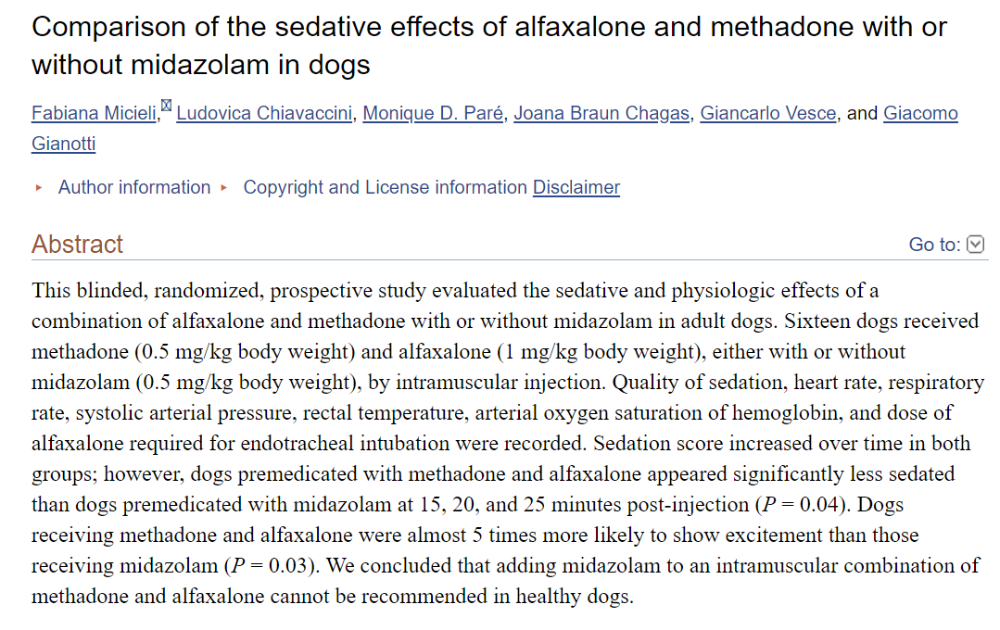 Comparison of the sedative effects of alfaxalone and methadone with or
without midazolam in dogs
Fabiana Micieli, Ludovica Chiavaccini, Monique D. Paré, Joana Braun Chagas, Giancarlo Vesce, and Giacomo
Gianotti
Author information Copyright and License information Disclaimer
Abstract Go to:
This blinded, randomized, prospective study evaluated the sedative and physiologic effects of a
combination of alfaxalone and methadone with or without midazolam in adult dogs. Sixteen dogs received
methadone (0.5 mg/kg body weight) and alfaxalone (1 mg/kg body weight), either with or without
midazolam (0.5 mg/kg body weight), by intramuscular injection. Quality of sedation, heart rate, respiratory
rate, systolic arterial pressure, rectal temperature, arterial oxygen saturation of hemoglobin, and dose of
alfaxalone required for endotracheal intubation were recorded. Sedation score increased over time in both
groups; however, dogs premedicated with methadone and alfaxalone appeared significantly less sedated
than dogs premedicated with midazolam at 15, 20, and 25 minutes post-injection (P = 0.04). Dogs
receiving methadone and alfaxalone were almost 5 times more likely to show excitement than those
receiving midazolam (P = 0.03). We concluded that adding midazolam to an intramuscular combination of
methadone and alfaxalone cannot be recommended in healthy dogs.